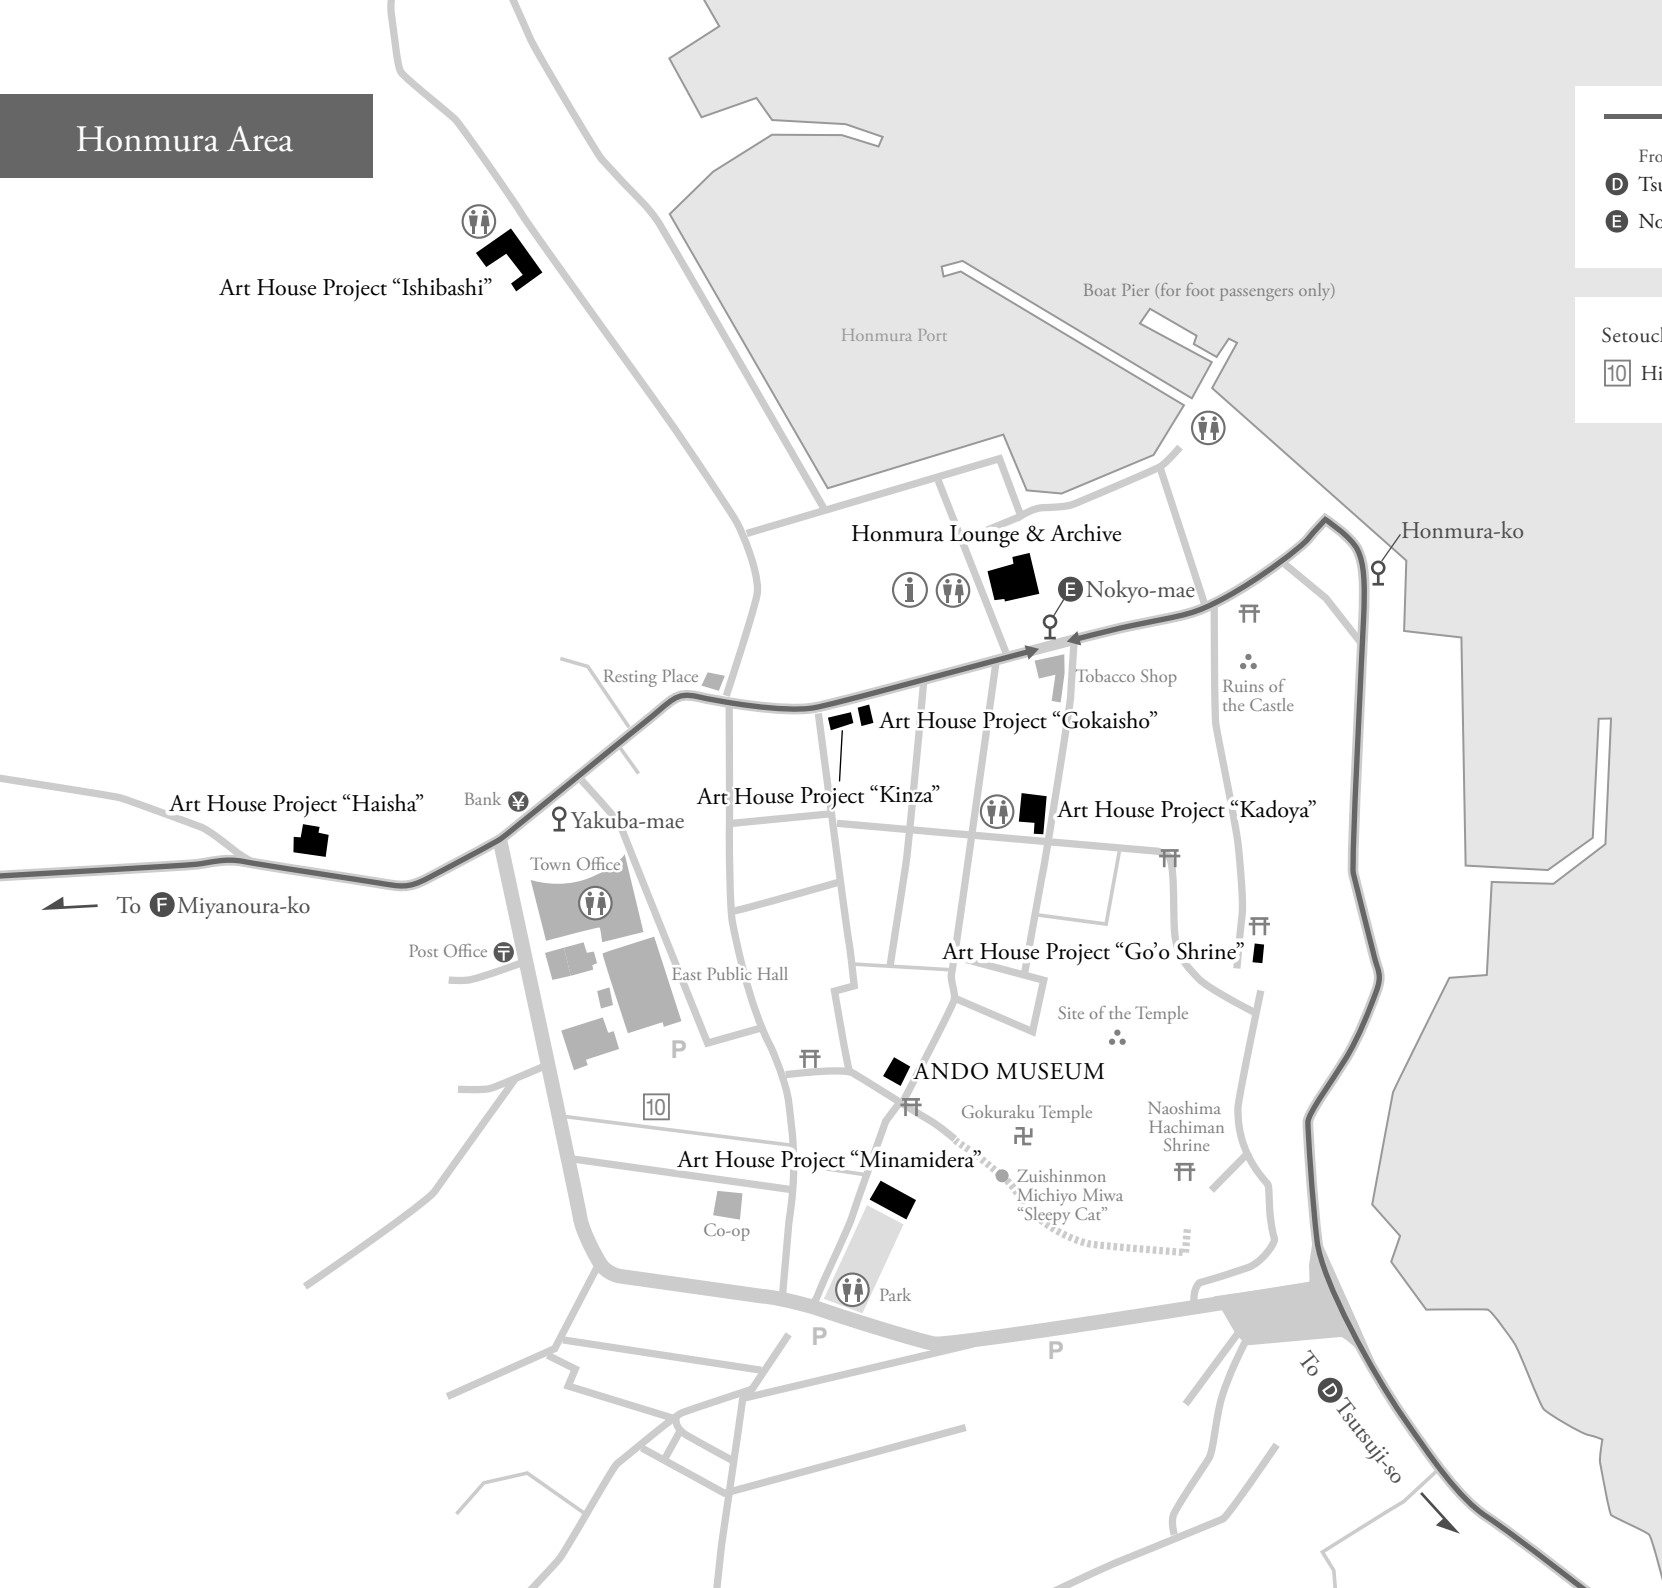 Honmura Area
Fro
D Tsu
E No
Art House Project “Ishibashi”
Boat Pier (for foot passengers only)
Honmura Port
Setouch
10 Hi
Honmura Lounge & Archive
Honmura-ko
i
E Nokyo-mae
Resting Place
Tobacco Shop
Ruins of
the Castle
Art House Project “Gokaisho”
Art House Project “Kinza”
Art House Project “Haisha”
Bank ¥
Yakuba-mae
Art House Project “Kadoya”
Town Office
To F Miyanoura-ko
Post Office 〒
Art House Project “Go’o Shrine”
East Public Hall
Site of the Temple
P
ANDO MUSEUM
10
Gokuraku Temple
卍
Naoshima
Hachiman
Shrine
Art House Project “Minamidera”
Zuishinmon
Michiyo Miwa
“Sleepy Cat”
Co-op
Park
P
P
To D Tsutsuji-so